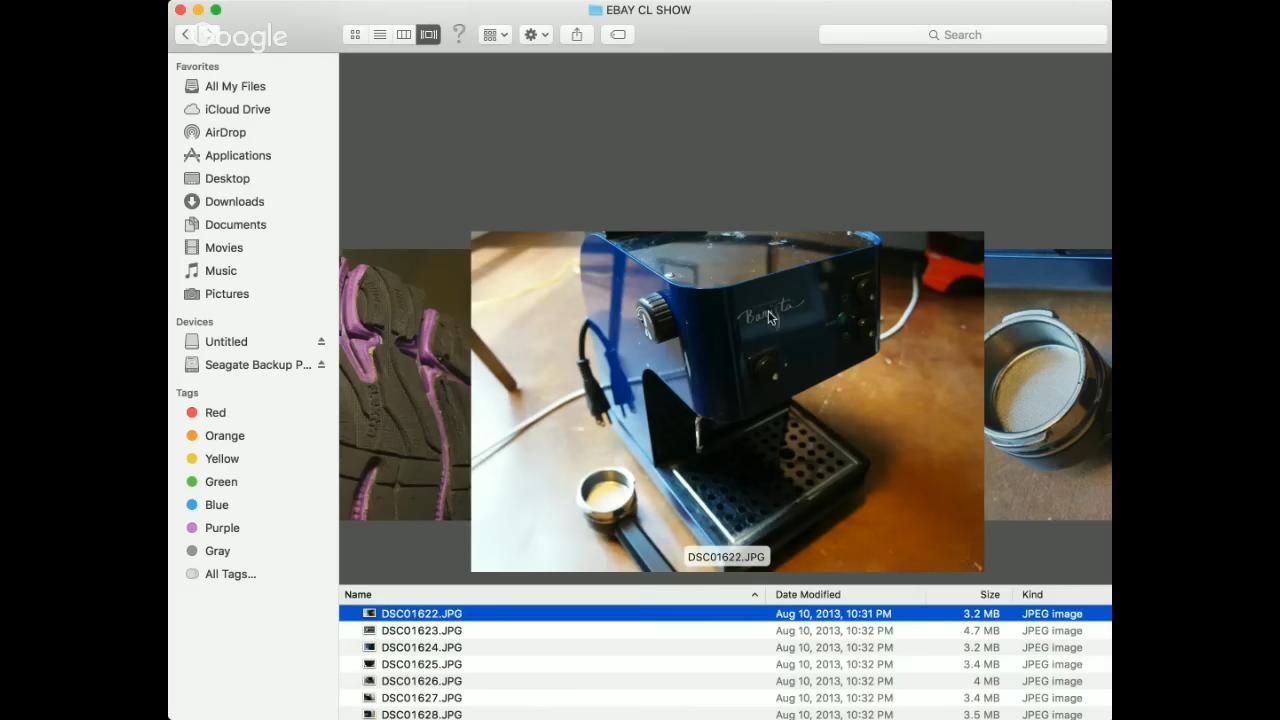 EBAY CL SHOW
Google
Search
Favorites
All My Files
iCloud Drive
AirDrop
Applications
Desktop
Downloads
Documents
Movies
Music
Pictures
Devices
Untitled
Seagate Backup P...
Tags
Red
Orange
Yellow
Green
Blue
Purple
Gray
All Tags...
Barista
DSC01622.JPG
Name Date Modified Size Kind
DSC01622.JPG Aug 10, 2013, 10:31 PM 3.2 MB JPEG image
DSC01623.JPG Aug 10, 2013, 10:32 PM 4.7 MB JPEG image
DSC01624.JPG Aug 10, 2013, 10:32 PM 3.2 MB JPEG image
DSC01625.JPG Aug 10, 2013, 10:32 PM 3.4 MB JPEG image
DSC01626.JPG Aug 10, 2013, 10:32 PM 4 MB JPEG image
DSC01627.JPG Aug 10, 2013, 10:32 PM 3.4 MB JPEG image
DSC01628.JPG Aug 10, 2013, 10:32 PM 3.5 MB JPEG image